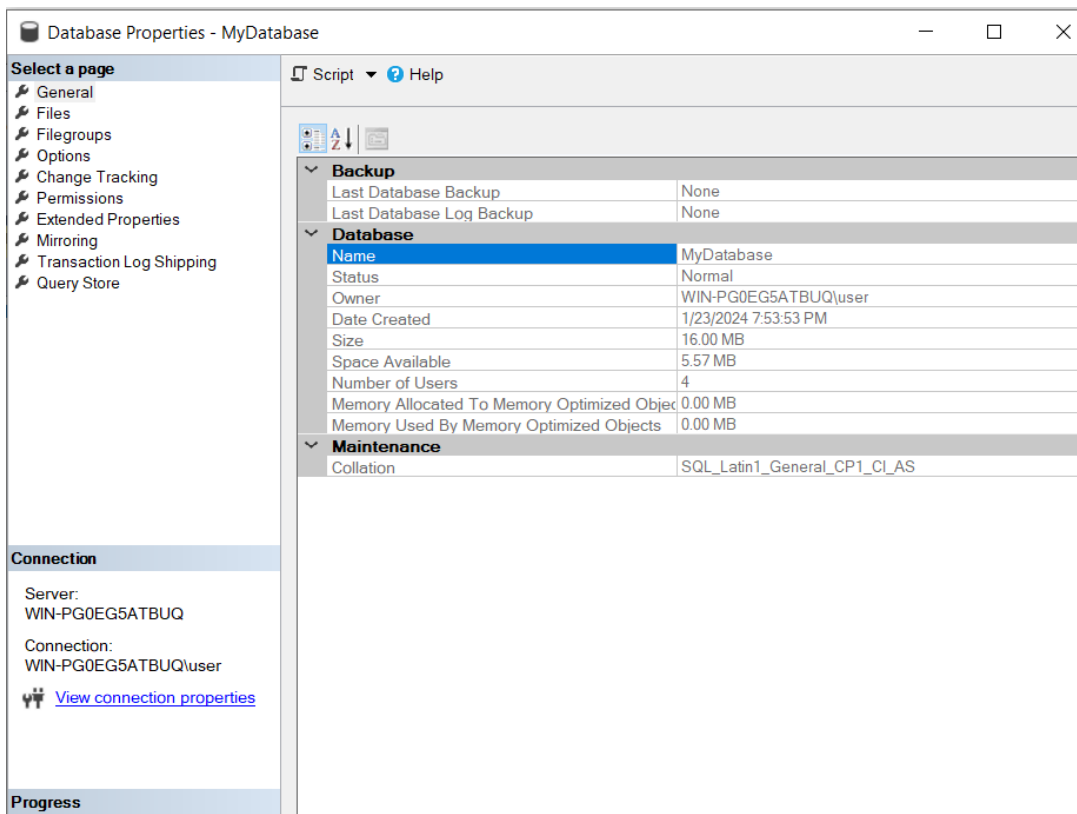 Database Properties - MyDatabase
Select a page
General
Files
Filegroups
Options
Change Tracking
Permissions
Extended Properties
Mirroring
Transaction Log Shipping
Query Store
Connection
Server:
WIN-PG0EG5ATBUQ
Connection:
WIN-PG0EG5ATBUQ\user
View connection properties
Progress
Script Help
Backup
Last Database Backup None
Last Database Log Backup None
Database
Name MyDatabase
Status Normal
Owner WIN-PG0EG5ATBUQ\user
Date Created 1/23/2024 7:53:53 PM
Size 16.00 MB
Space Available 5.57 MB
Number of Users 4
Memory Allocated To Memory Optimized Objec 0.00 MB
Memory Used By Memory Optimized Objects 0.00 MB
Maintenance
Collation SQL_Latin1_General_CP1_CI_AS